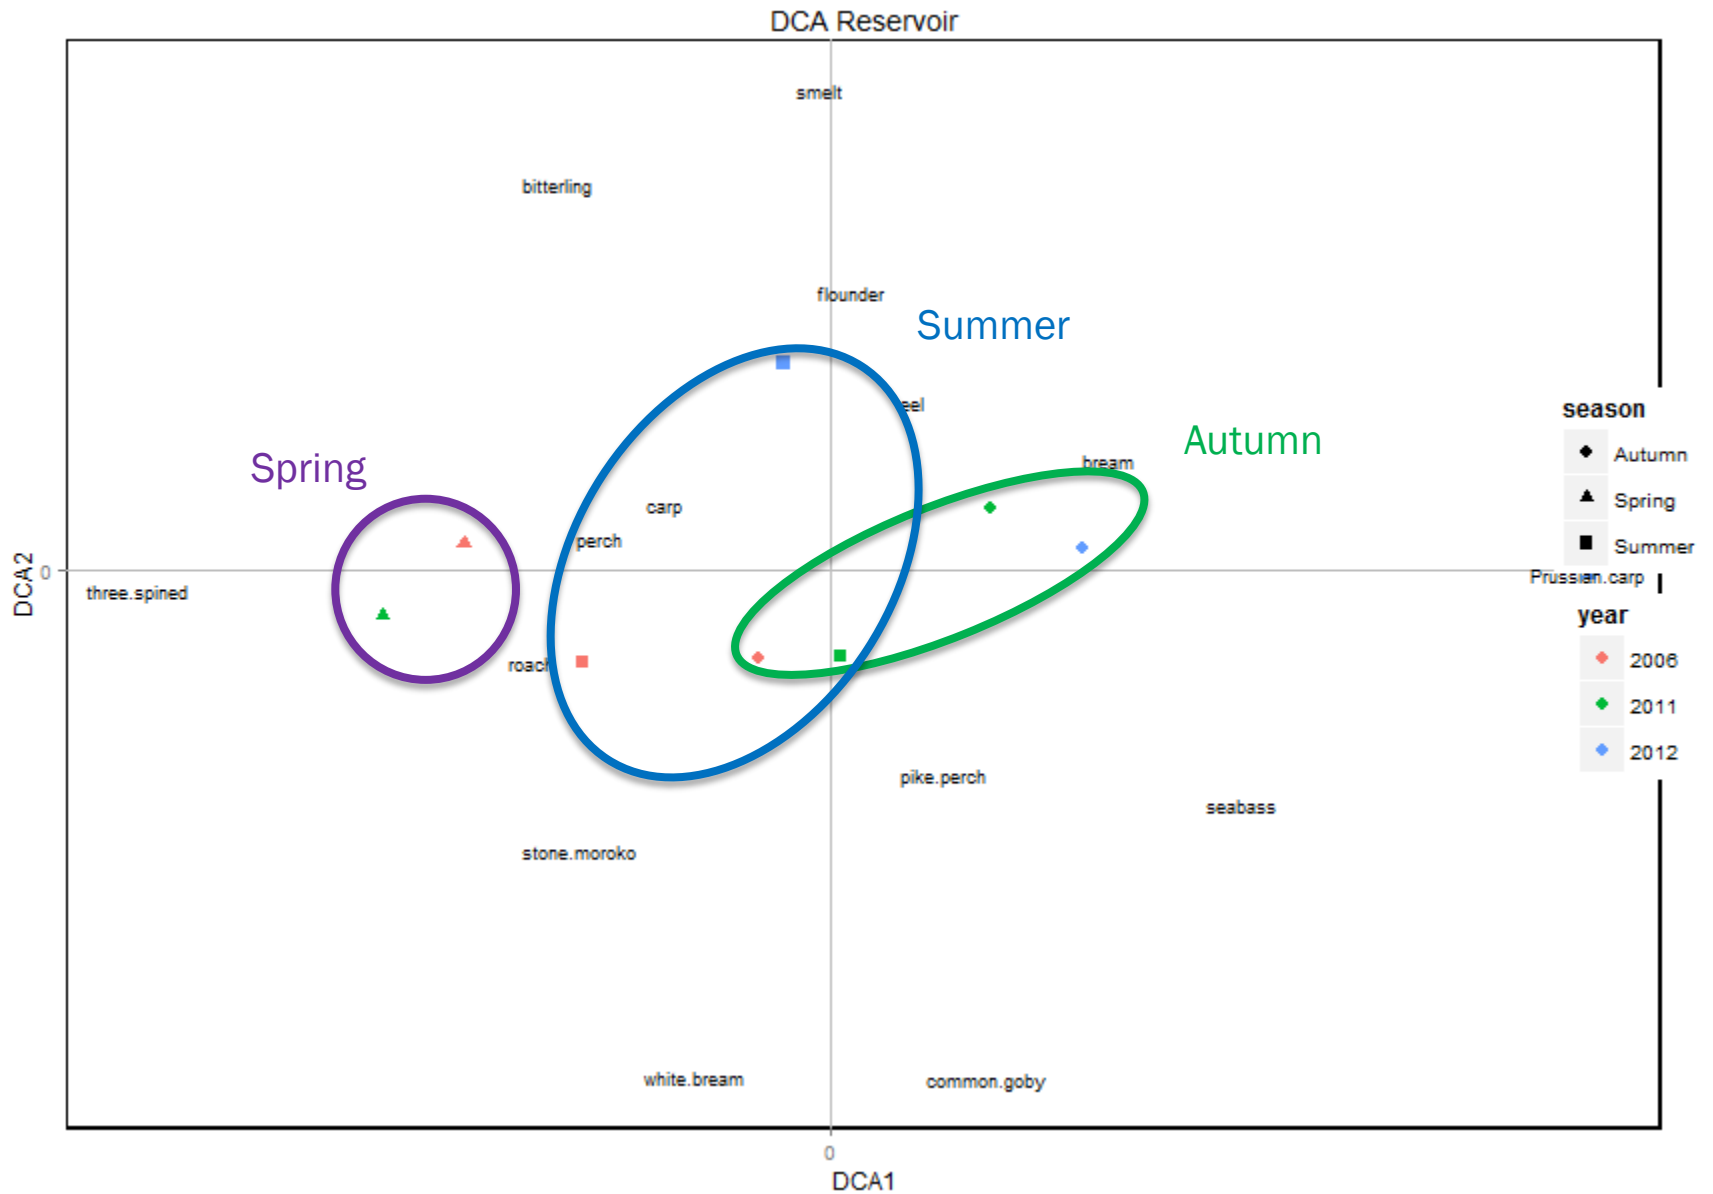 DCA Reservoir
smelt
bitterling
flounder
Summer
eel
Autumn
bream
Spring
carp
perch
DCA2
0
three.spined
roach
pike.perch
seabass
stone.moroko
white.bream
common.goby
0
DCA1
season
Autumn
Spring
Summer
Prussian.carp
year
2006
2011
2012